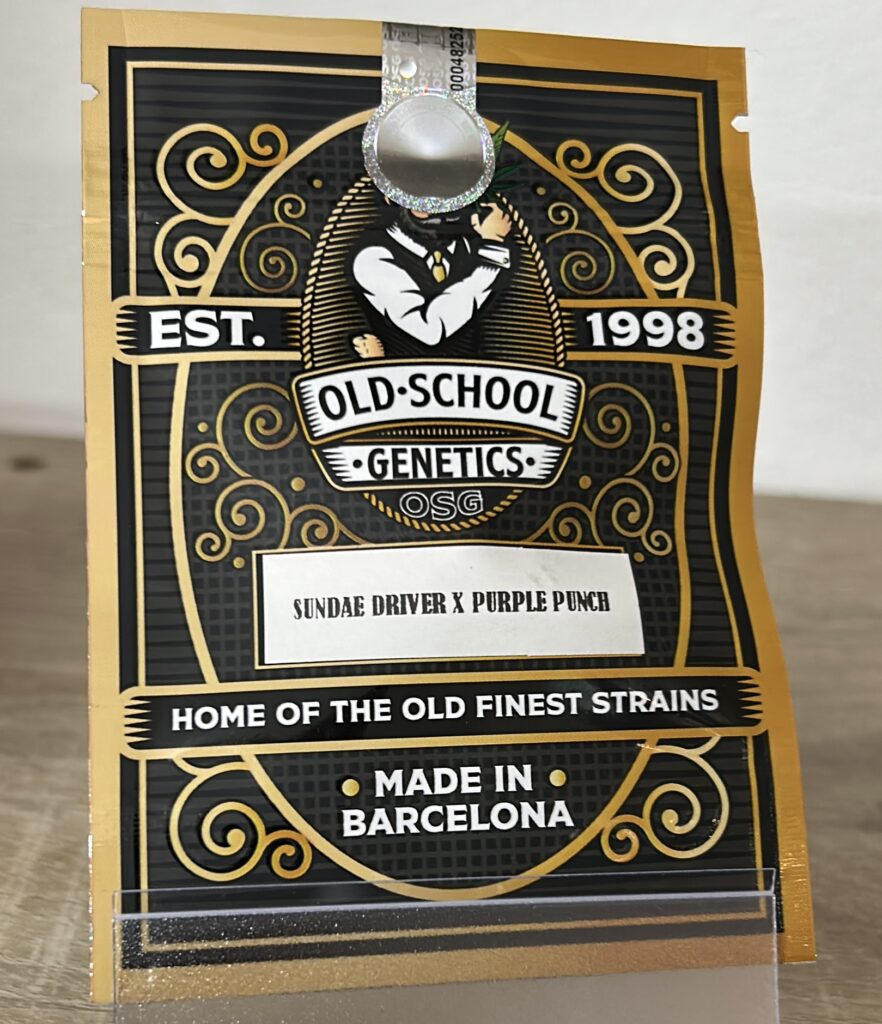 00048252
EST. 1998
OLD·SCHOOL
·GENETICS·
OSG
SUNDAE DRIVER X PURPLE PUNCH
HOME OF THE OLD FINEST STRAINS
• MADE IN •
BARCELONA